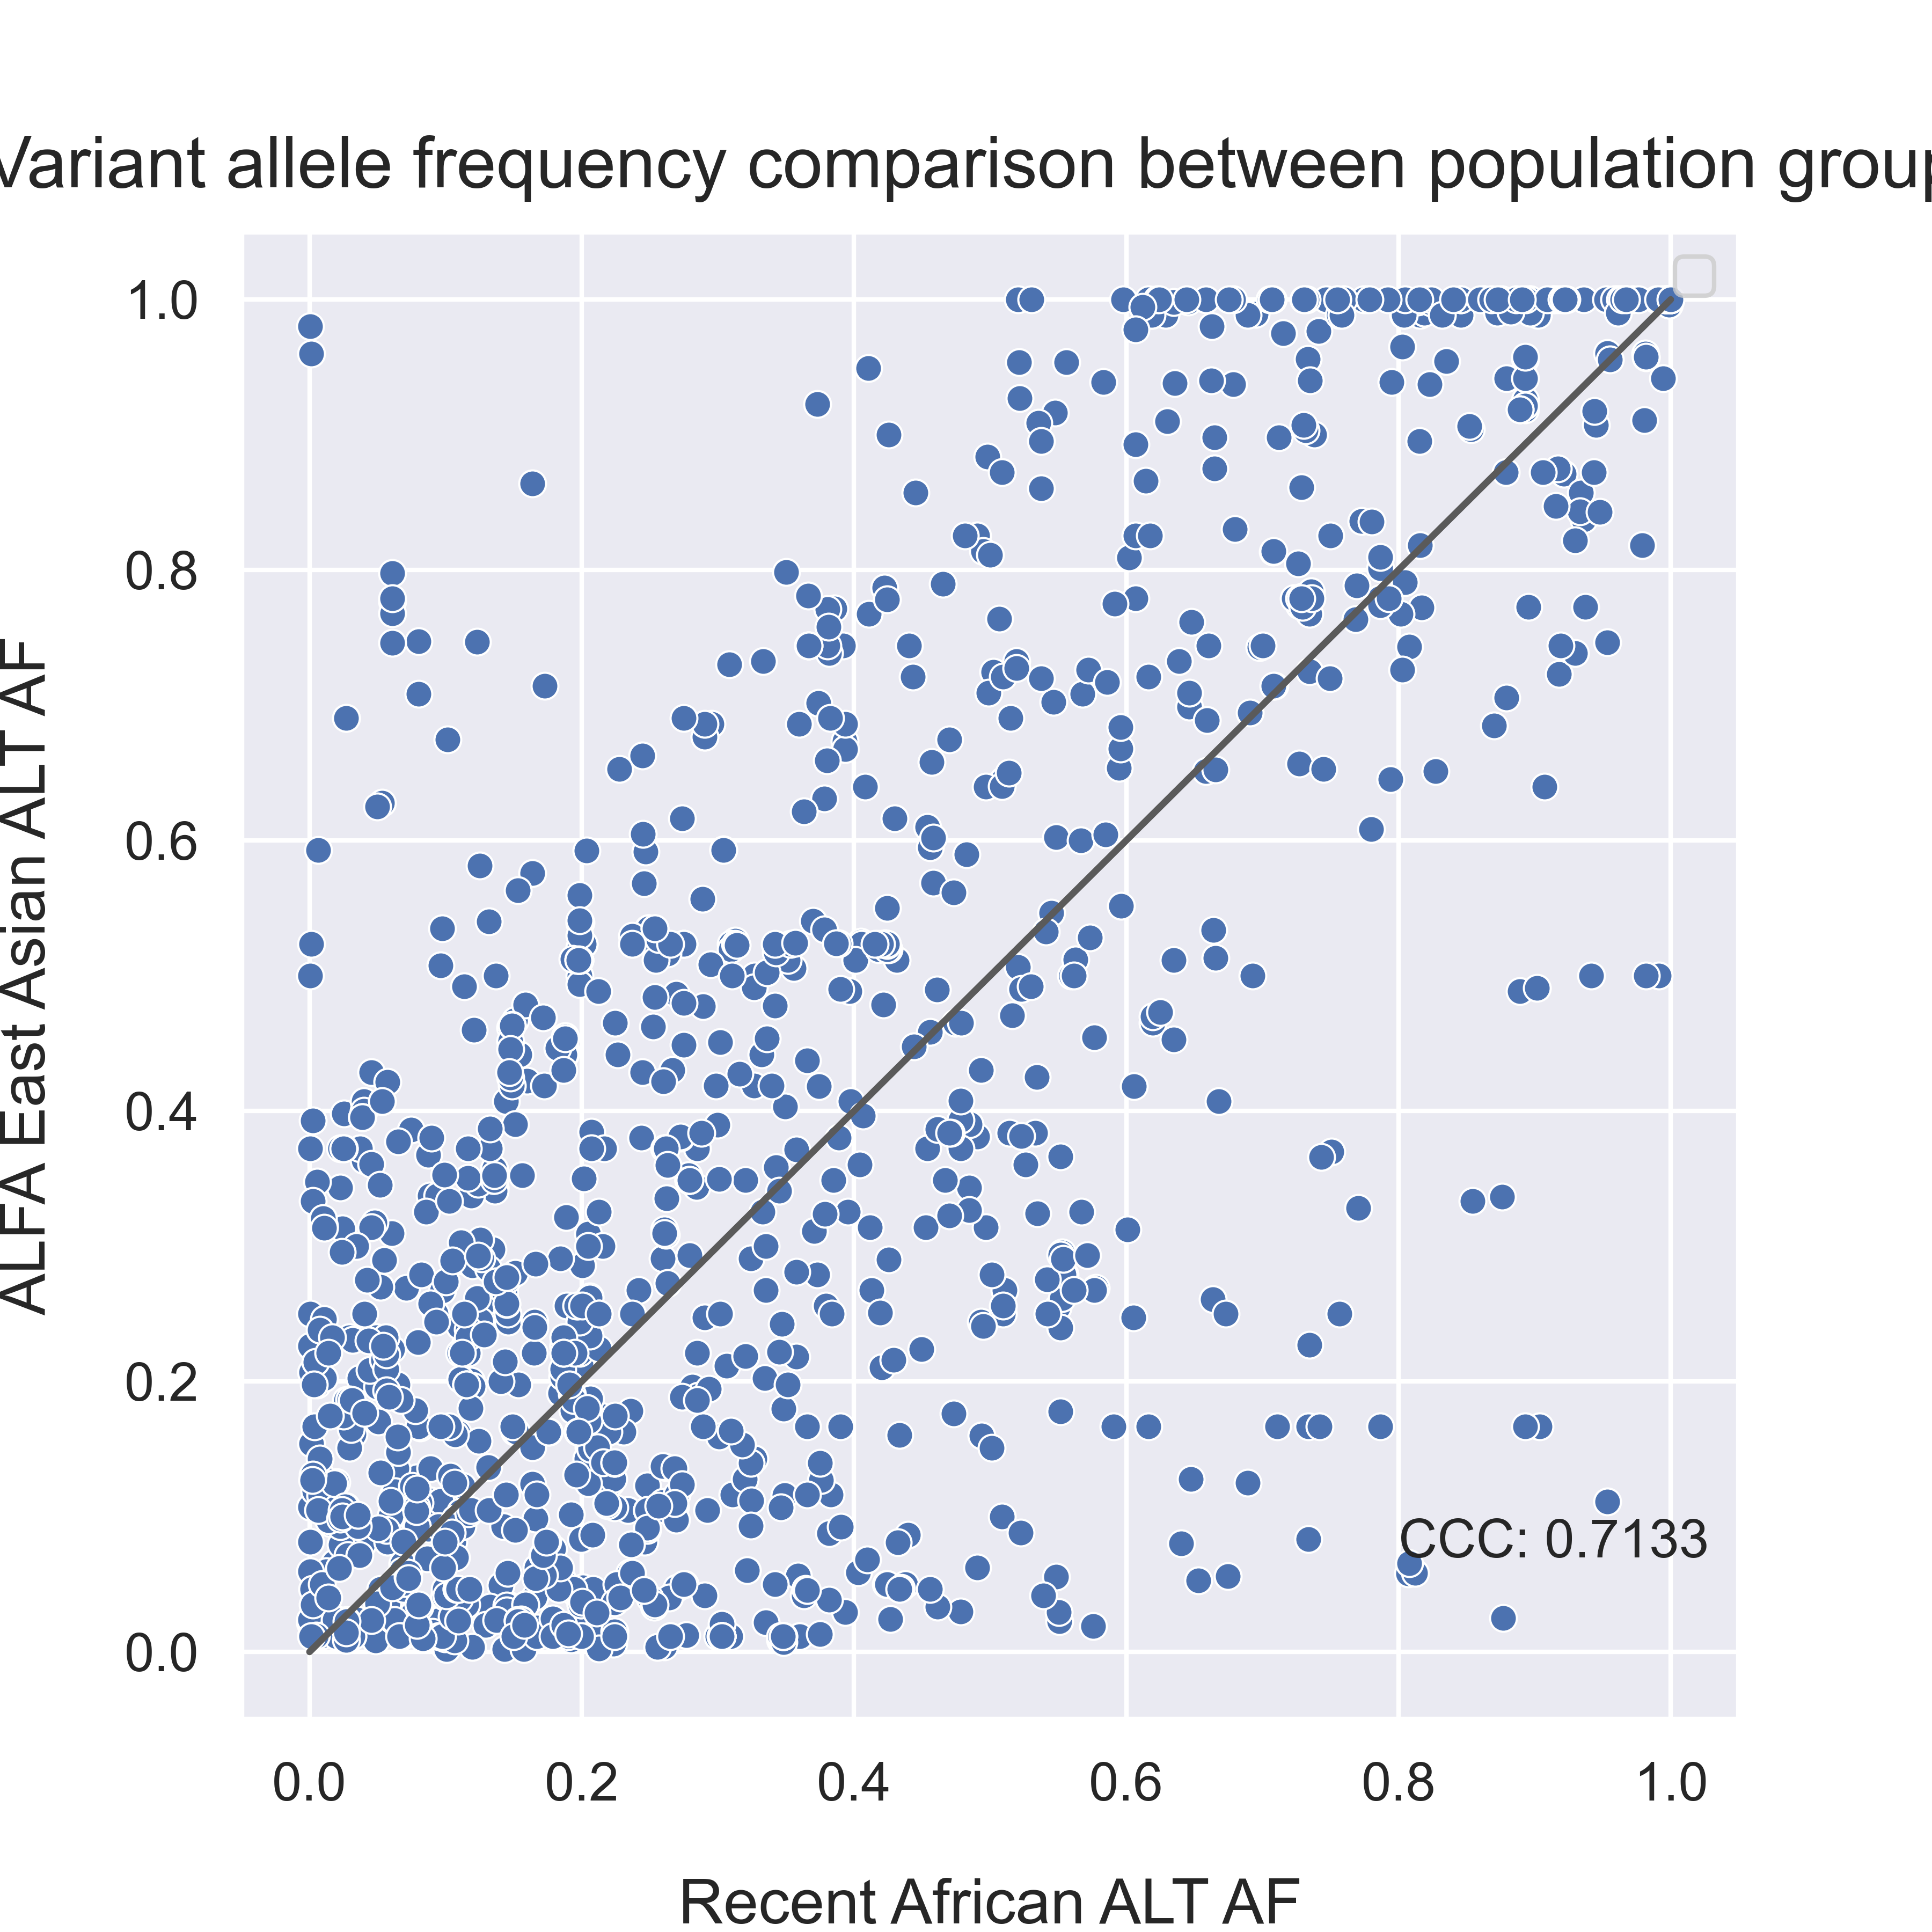 Variant allele frequency comparison between population group
1.0
0.8
0.6
0.4
0.2
0.0
ALFA East Asian ALT AF
CCC: 0.7133
0.0 0.2 0.4 0.6 0.8 1.0
Recent African ALT AF